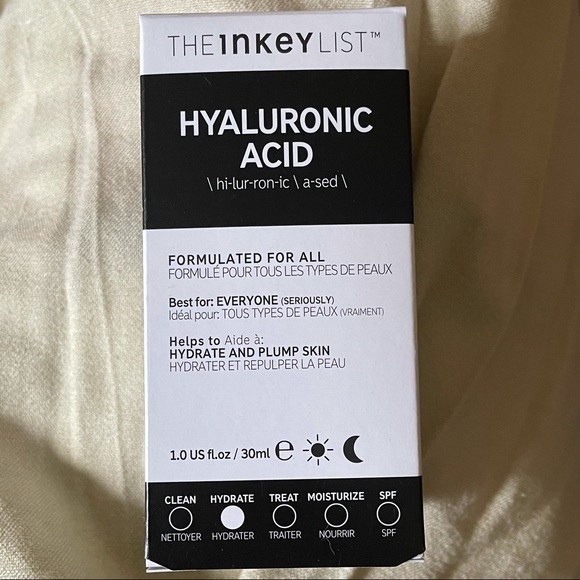 THE INKEY LIST™
HYALURONIC
ACID
\ hi-lur-ron-ic \ a-sed \
FORMULATED FOR ALL
FORMULÉ POUR TOUS LES TYPES DE PEAUX
Best for: EVERYONE (SERIOUSLY)
Idéal pour: TOUS TYPES DE PEAUX (VRAIMENT)
Helps to Aide à:
HYDRATE AND PLUMP SKIN
HYDRATER ET REPULPER LA PEAU
1.0 US fl.oz / 30ml ℮
CLEAN HYDRATE TREAT MOISTURIZE SPF
NETTOYER HYDRATER TRAITER NOURRIR SPF